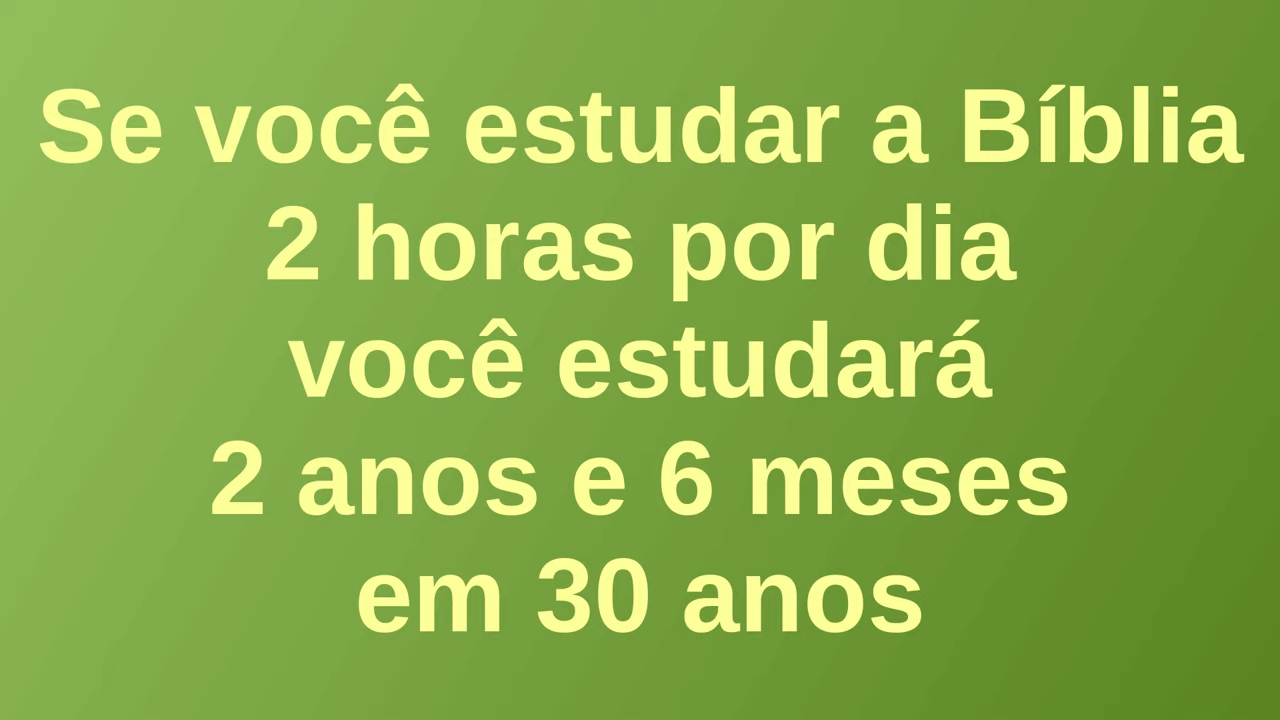 Se você estudar a Bíblia
2 horas por dia
você estudará
2 anos e 6 meses
em 30 anos